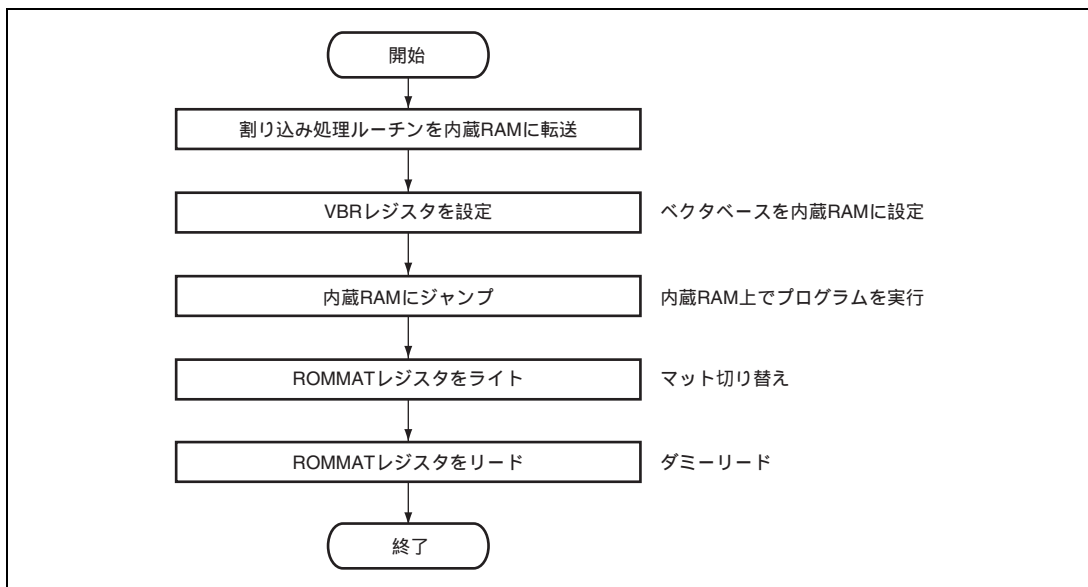 開始
割り込み処理ルーチンを内蔵RAMに転送
VBRレジスタを設定 ベクタベースを内蔵RAMに設定
内蔵RAMにジャンプ 内蔵RAM上でプログラムを実行
ROMMATレジスタをライト マット切り替え
ROMMATレジスタをリード ダミーリード
終了